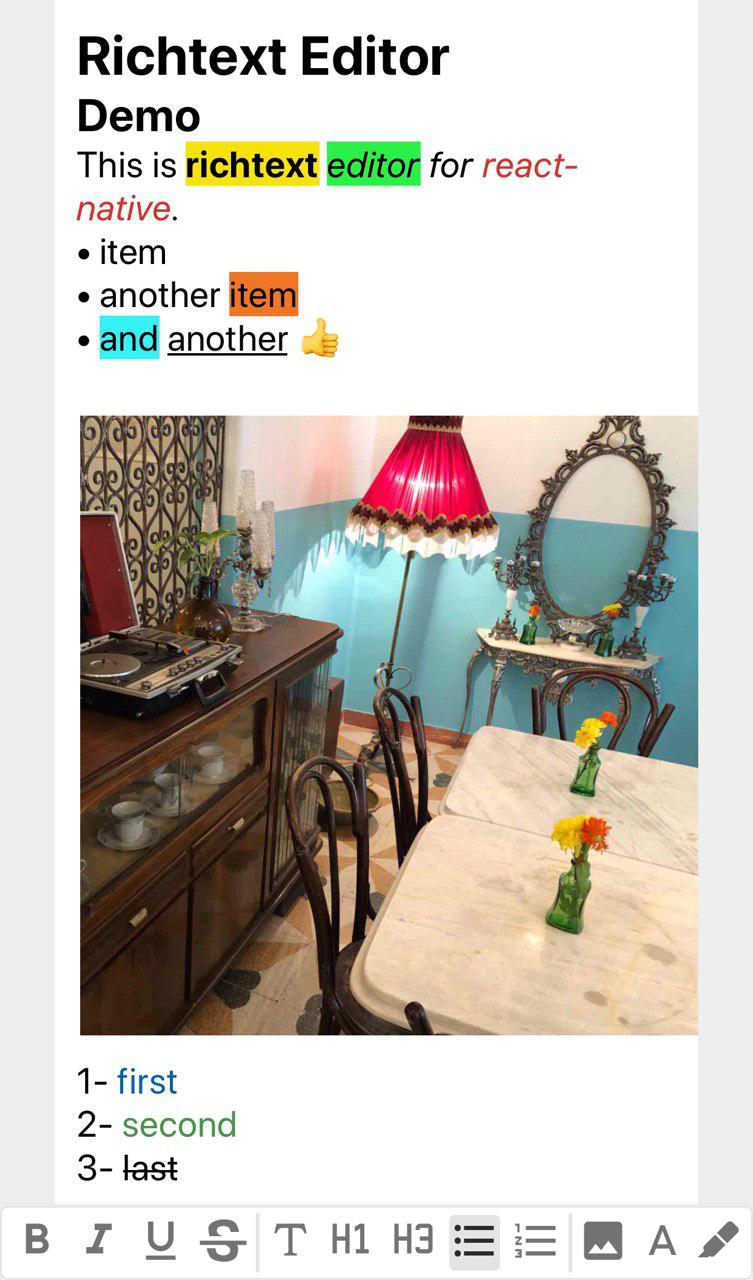 Richtext Editor
Demo
This is richtext editor for react-
native.
• item
• another item
• and another 👍
1- first
2- second
3- last
B I U S T H1 H3 A